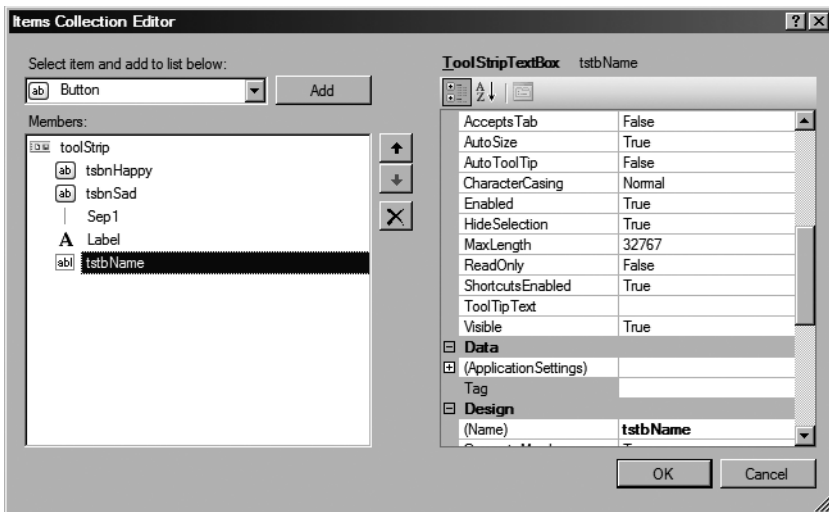 Items Collection Editor
Select item and add to list below:
Button
Add
Members:
toolStrip
tsbnHappy
tsbnSad
Sep1
A Label
tstbName
ToolStripTextBox tstbName
AcceptsTab False
AutoSize True
AutoToolTip False
CharacterCasing Normal
Enabled True
HideSelection True
MaxLength 32767
ReadOnly False
ShortcutsEnabled True
ToolTipText
Visible True
Data
(ApplicationSettings)
Tag
Design
(Name) tstbName
OK Cancel